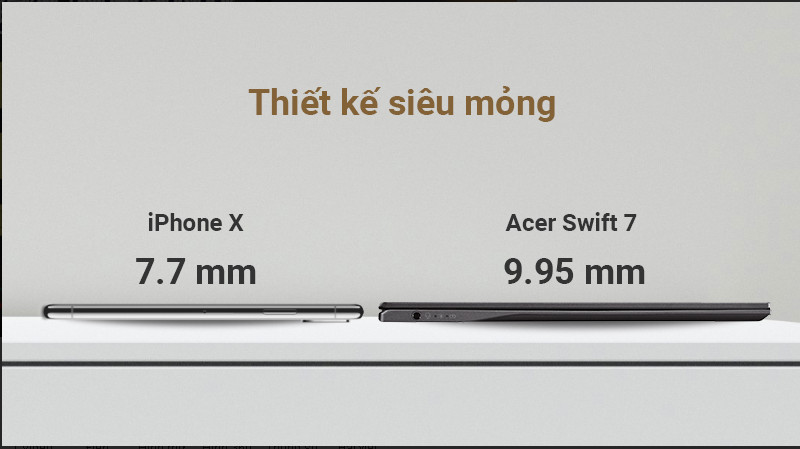 Thiết kế siêu mỏng
iPhone X
Acer Swift 7
7.7 mm
9.95 mm